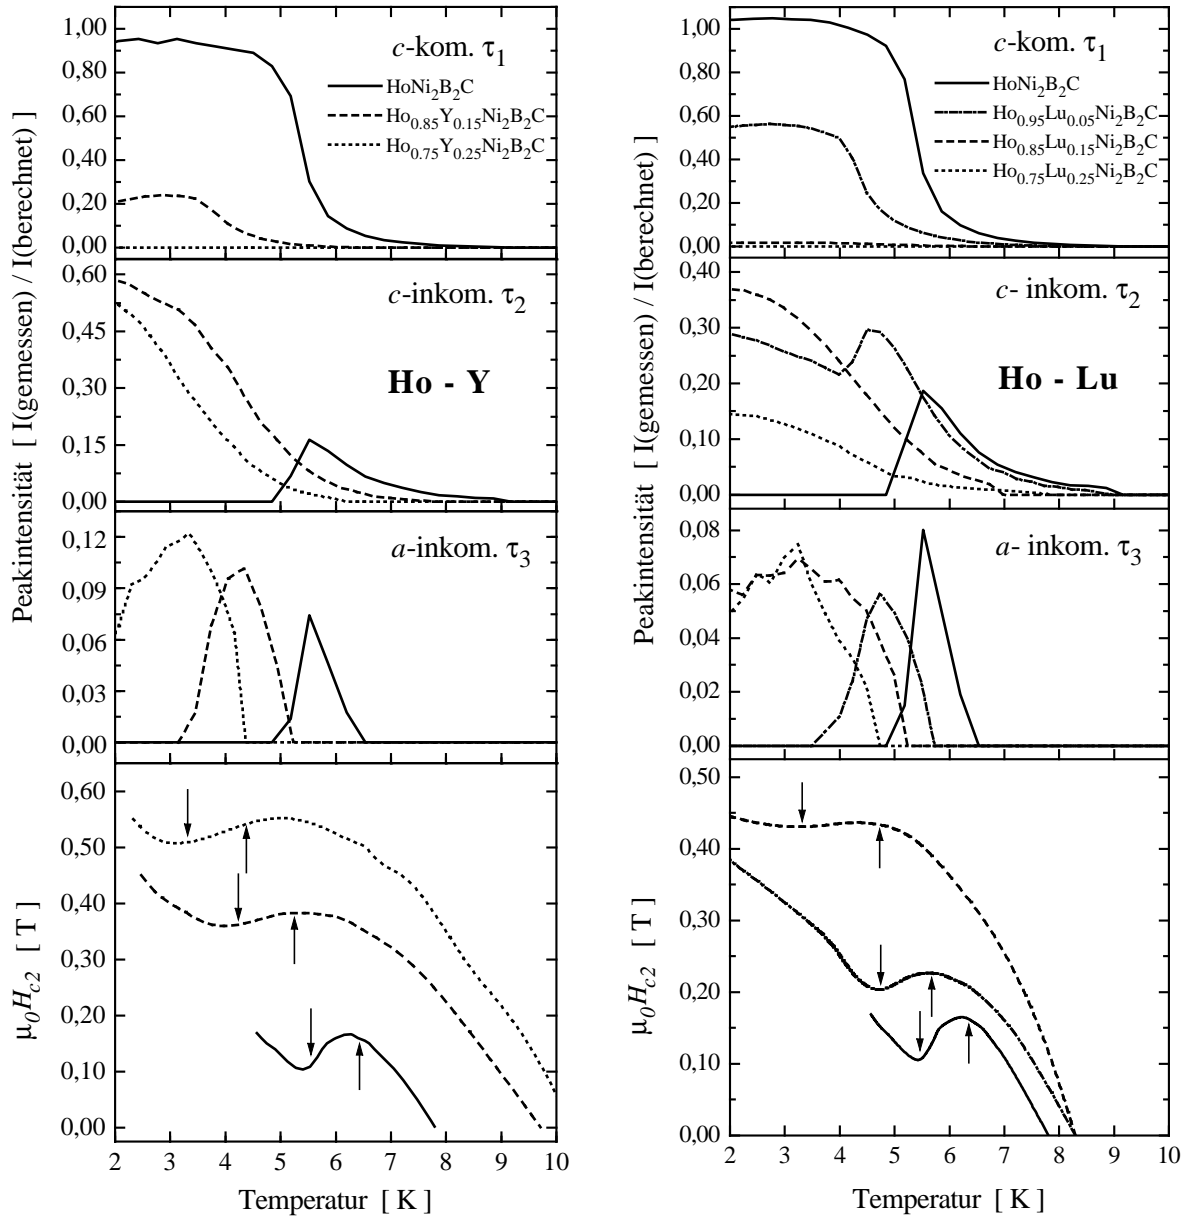 Peakintensität [ I(gemessen) / I(berechnet) ]
1,00
0,80
0,60
0,40
0,20
0,00
c-kom. τ1
HoNi2B2C
Ho0.85Y0.15Ni2B2C
Ho0.75Y0.25Ni2B2C
0,60
0,45
0,30
0,15
0,00
c-inkom. τ2
Ho - Y
0,12
0,09
0,06
0,03
0,00
a-inkom. τ3
μ0Hc2 [ T ]
0,60
0,50
0,40
0,30
0,20
0,10
0,00
2 3 4 5 6 7 8 9 10
Temperatur [ K ]
Peakintensität [ I(gemessen) / I(berechnet) ]
1,00
0,80
0,60
0,40
0,20
0,00
c-kom. τ1
HoNi2B2C
Ho0.95Lu0.05Ni2B2C
Ho0.85Lu0.15Ni2B2C
Ho0.75Lu0.25Ni2B2C
0,40
0,30
0,20
0,10
0,00
c- inkom. τ2
Ho - Lu
0,08
0,06
0,04
0,02
0,00
a- inkom. τ3
μ0Hc2 [ T ]
0,50
0,40
0,30
0,20
0,10
0,00
2 3 4 5 6 7 8 9 10
Temperatur [ K ]